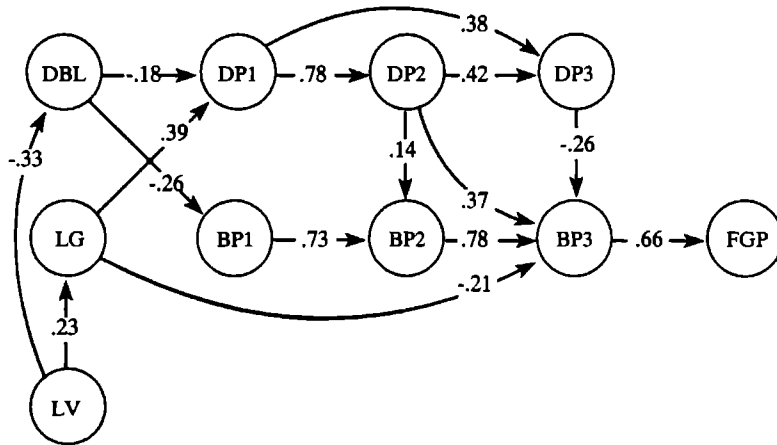 .38
DBL -.18 DP1 .78 DP2 .42 DP3
.39 .14 -.26
-.33 -.26 .37
LG BP1 .73 BP2 .78 BP3 .66 FGP
-.21
.23
LV